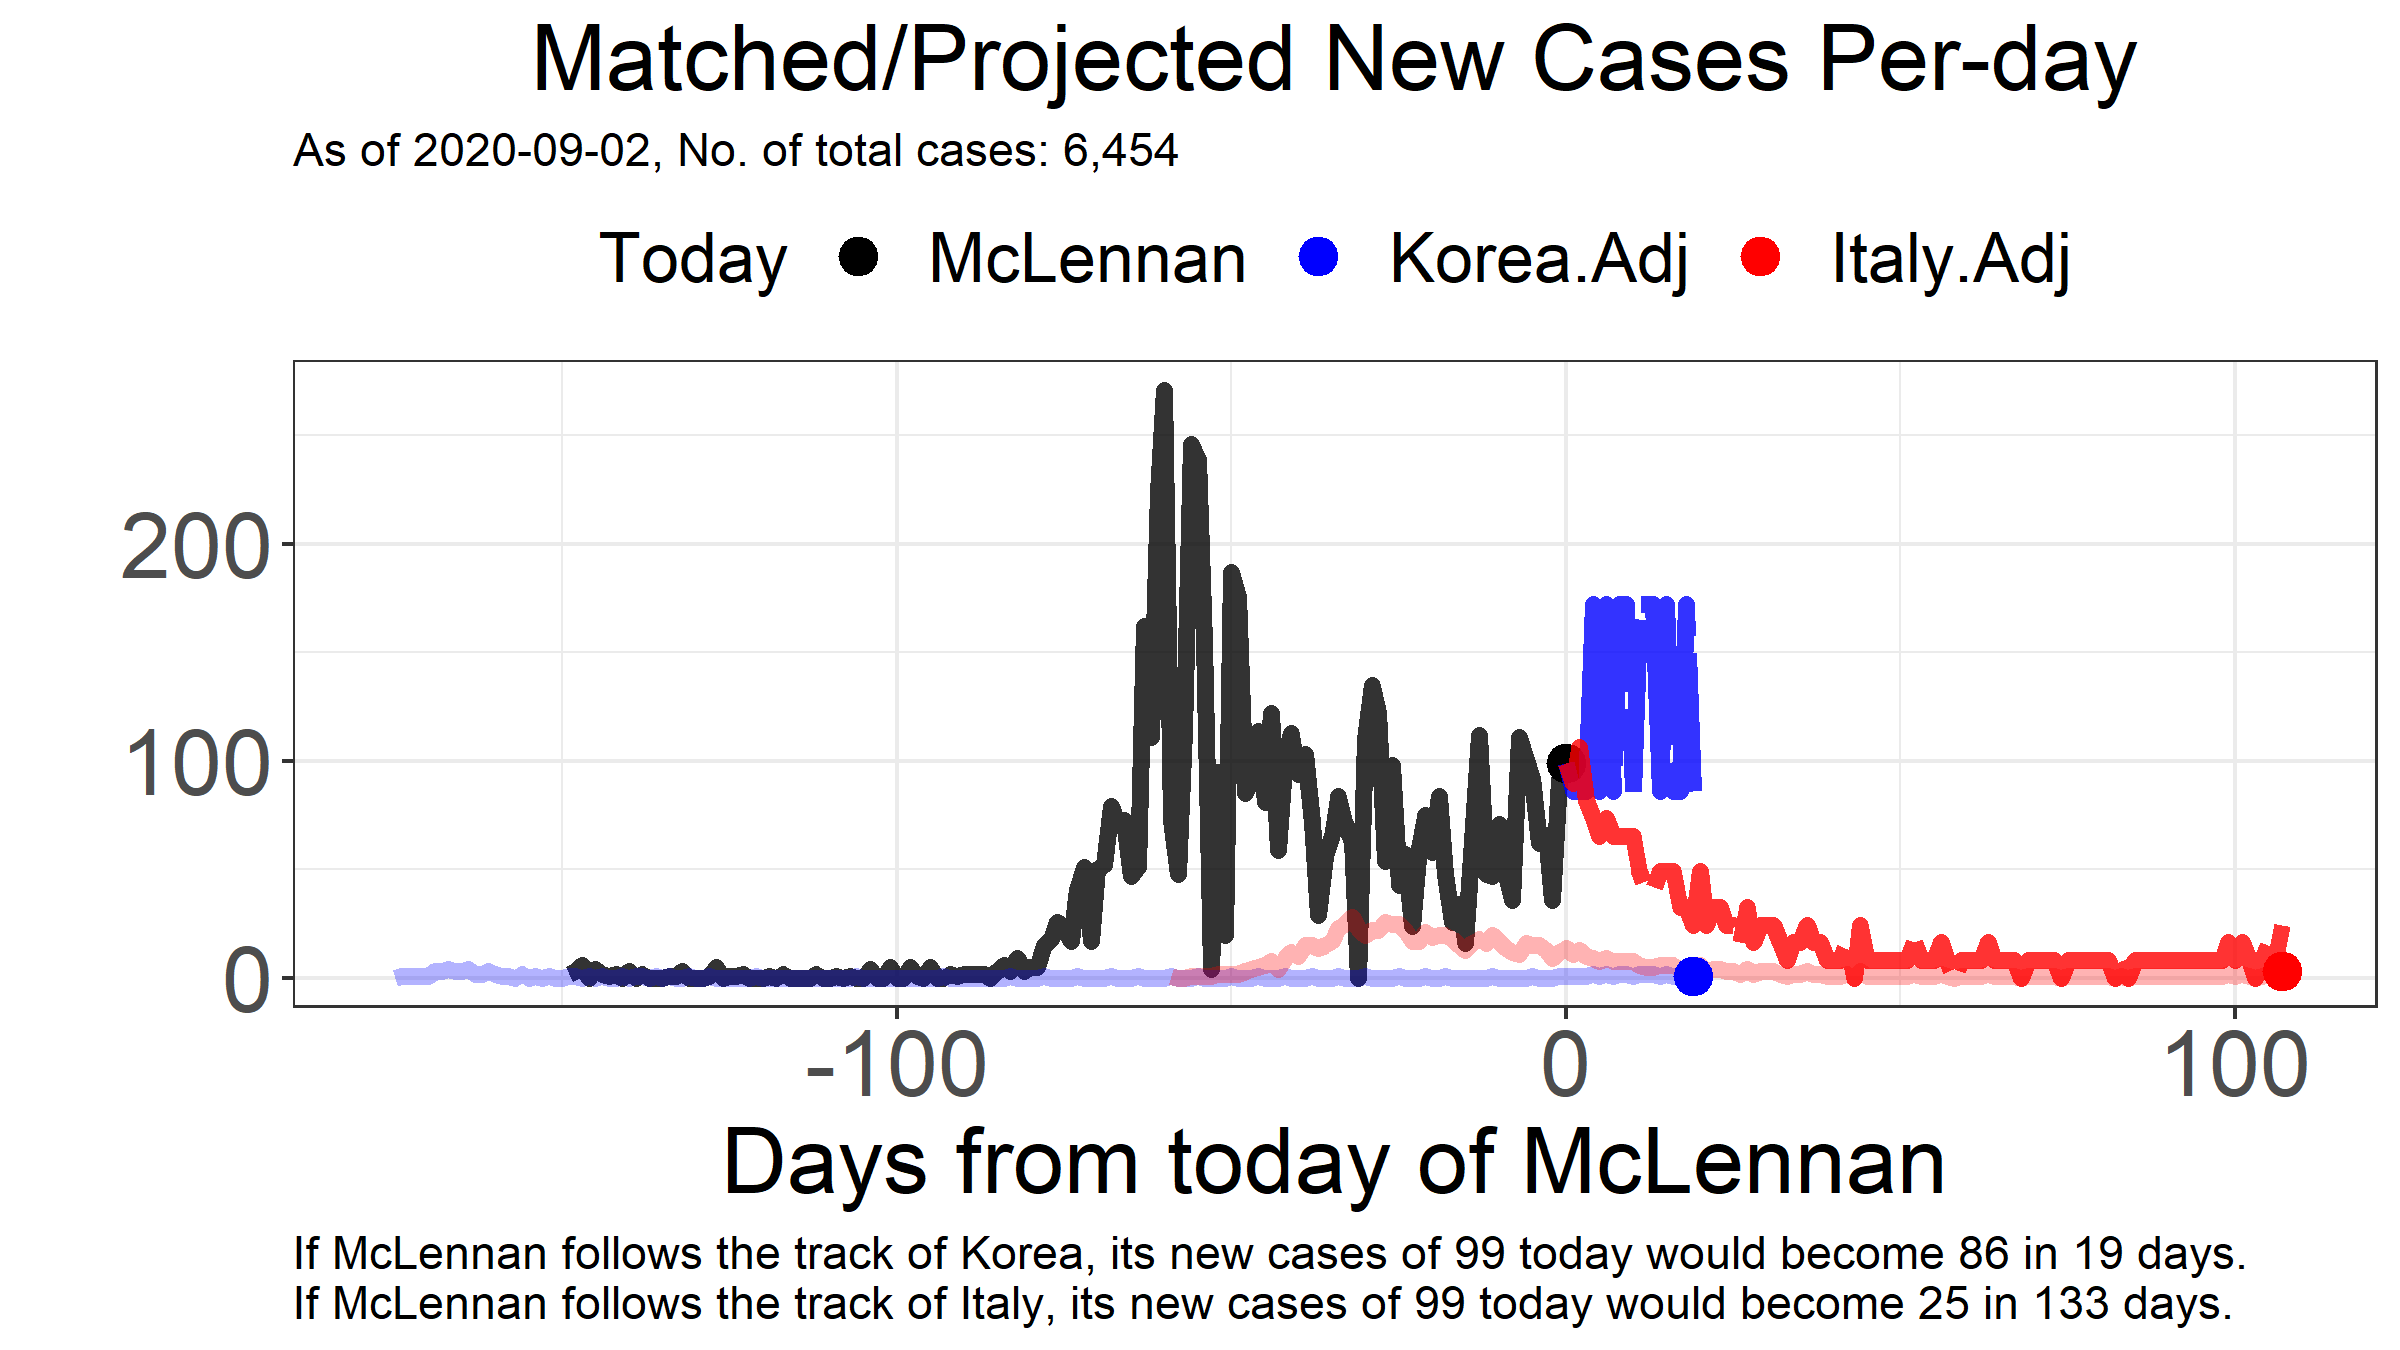 Matched/Projected New Cases Per-day
As of 2020-09-02, No. of total cases: 6,454
Today McLennan Korea.Adj Italy.Adj
200
100
0
-100 0 100
Days from today of McLennan
If McLennan follows the track of Korea, its new cases of 99 today would become 86 in 19 days.
If McLennan follows the track of Italy, its new cases of 99 today would become 25 in 133 days.